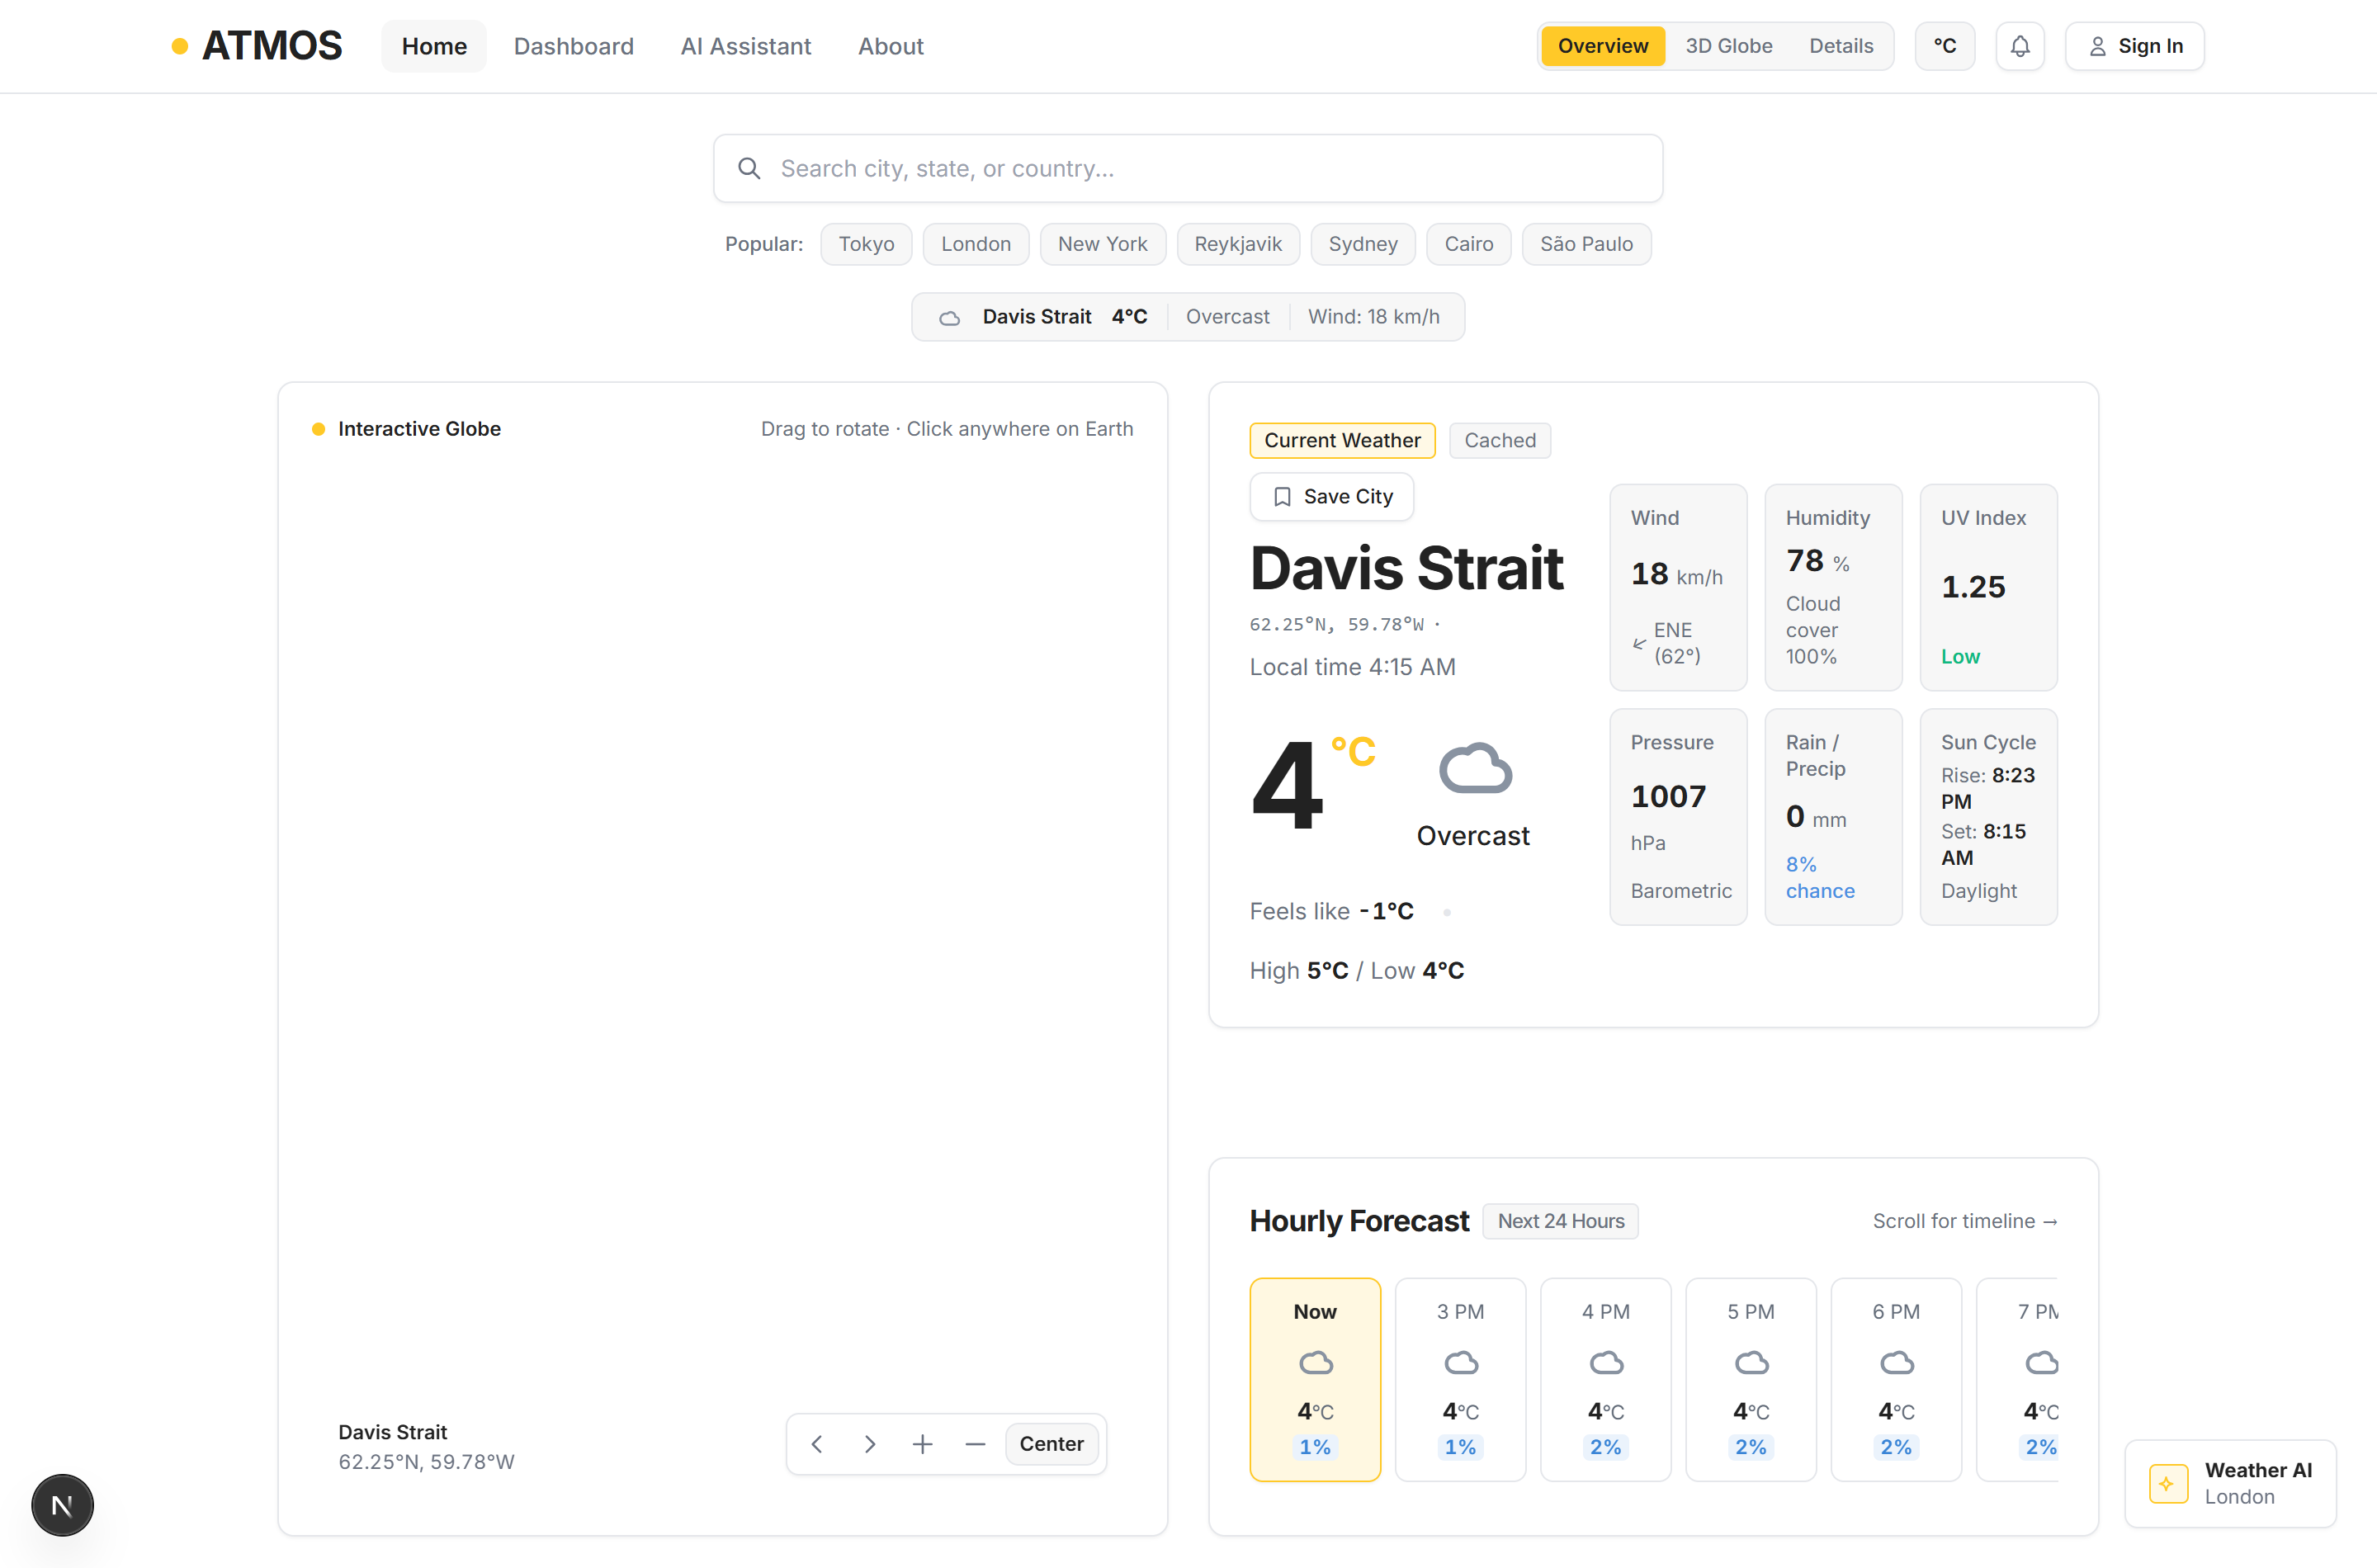 ATMOS
Home
Dashboard
AI Assistant
About
Overview
3D Globe
Details
°C
Sign In
Search city, state, or country...
Popular:
Tokyo
London
New York
Reykjavik
Sydney
Cairo
São Paulo
Davis Strait 4°C
Overcast
Wind: 18 km/h
Interactive Globe
Drag to rotate · Click anywhere on Earth
Davis Strait
62.25°N, 59.78°W
Center
Current Weather
Cached
Save City
Davis Strait
62.25°N, 59.78°W ·
Local time 4:15 AM
4 °C
Overcast
Feels like -1°C
High 5°C / Low 4°C
Wind
18 km/h
ENE
(62°)
Humidity
78 %
Cloud
cover
100%
UV Index
1.25
Low
Pressure
1007
hPa
Barometric
Rain /
Precip
0 mm
8%
chance
Sun Cycle
Rise: 8:23
PM
Set: 8:15
AM
Daylight
Hourly Forecast
Next 24 Hours
Scroll for timeline →
Now
4°C
1%
3 PM
4°C
1%
4 PM
4°C
2%
5 PM
4°C
2%
6 PM
4°C
2%
7 PM
4°C
2%
N
Weather AI
London